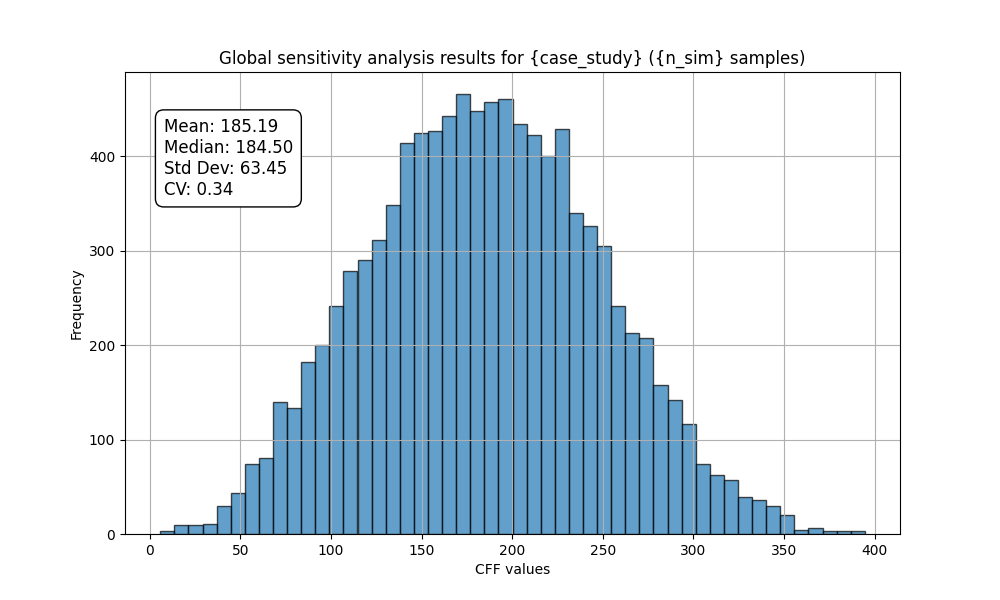 Global sensitivity analysis results for {case_study} ({n_sim} samples)
Mean: 185.19
Median: 184.50
Std Dev: 63.45
CV: 0.34
Frequency
400
300
200
100
0
0 50 100 150 200 250 300 350 400
CFF values